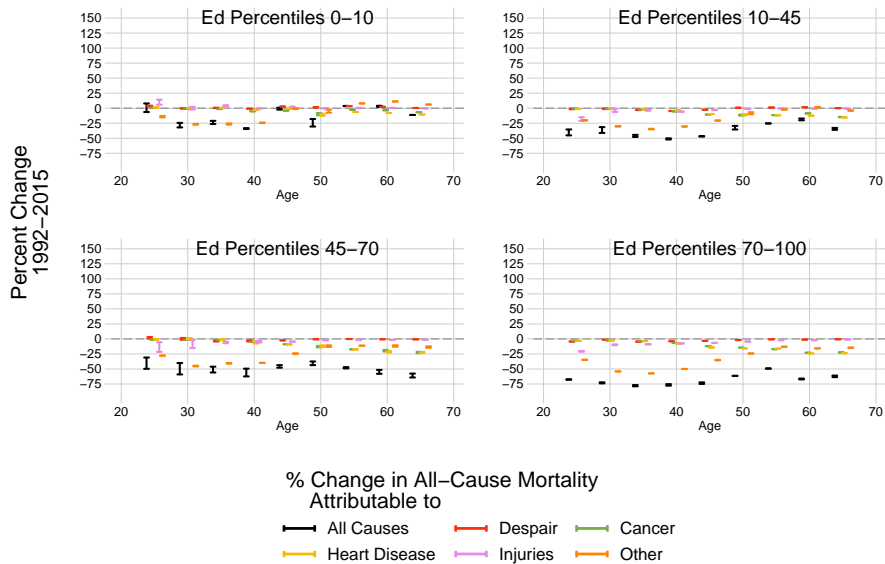 Ed Percentiles 0−10
150
125
100
75
50
25
0
−25
−50
−75
20 30 40 50 60 70
Age
Ed Percentiles 10−45
150
125
100
75
50
25
0
−25
−50
−75
20 30 40 50 60 70
Age
Percent Change
1992−2015
Ed Percentiles 45−70
150
125
100
75
50
25
0
−25
−50
−75
20 30 40 50 60 70
Age
Ed Percentiles 70−100
150
125
100
75
50
25
0
−25
−50
−75
20 30 40 50 60 70
Age
% Change in All−Cause Mortality
Attributable to
All Causes Despair Cancer
Heart Disease Injuries Other